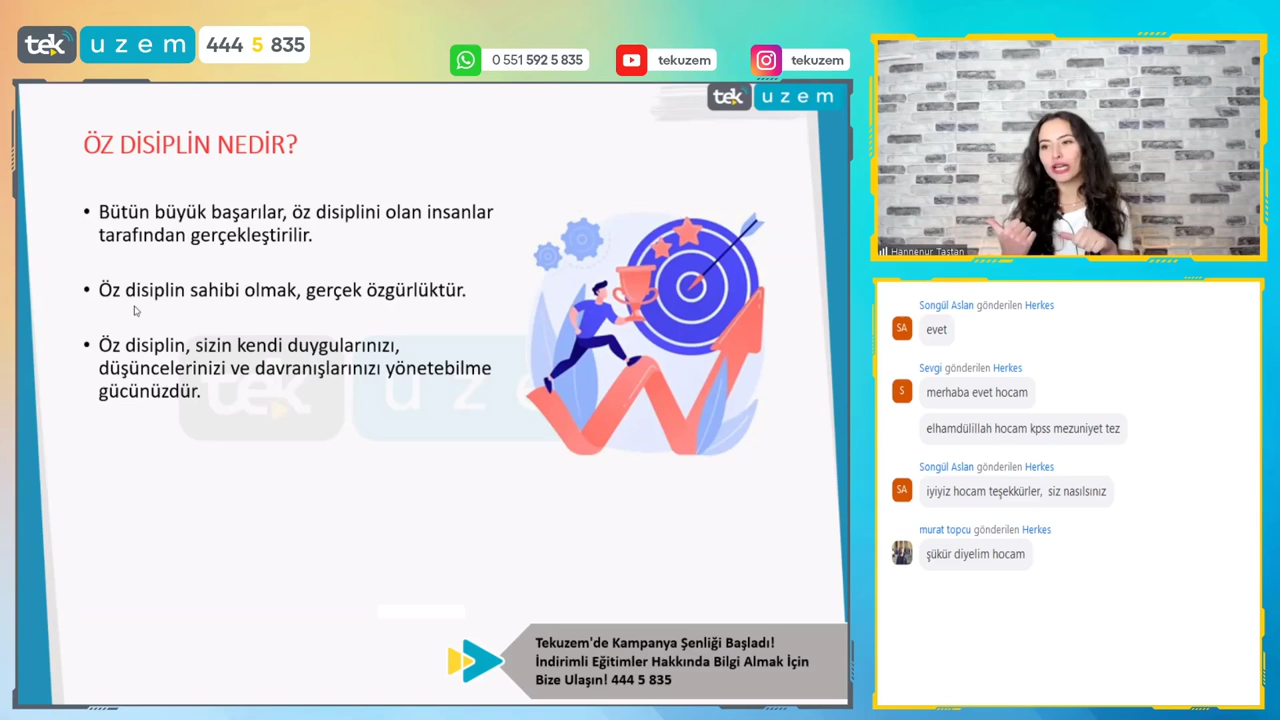 tek uzem 444 5 835
0 551 592 5 835
tekuzem
tekuzem
tek uzem
ÖZ DİSİPLİN NEDİR?
• Bütün büyük başarılar, öz disiplini olan insanlar
tarafından gerçekleştirilir.
• Öz disiplin sahibi olmak, gerçek özgürlüktür.
• Öz disiplin, sizin kendi duygularınızı,
düşüncelerinizi ve davranışlarınızı yönetebilme
gücünüzdür.
tek uze
Tekuzem'de Kampanya Şenliği Başladı!
İndirimli Eğitimler Hakkında Bilgi Almak İçin
Bize Ulaşın! 444 5 835
Hannenur Taştan
Songül Aslan gönderilen Herkes
SA
evet
Sevgi gönderilen Herkes
S
merhaba evet hocam
elhamdülillah hocam kpss mezuniyet tez
Songül Aslan gönderilen Herkes
SA
iyiyiz hocam teşekkürler, siz nasılsınız
murat topcu gönderilen Herkes
şükür diyelim hocam